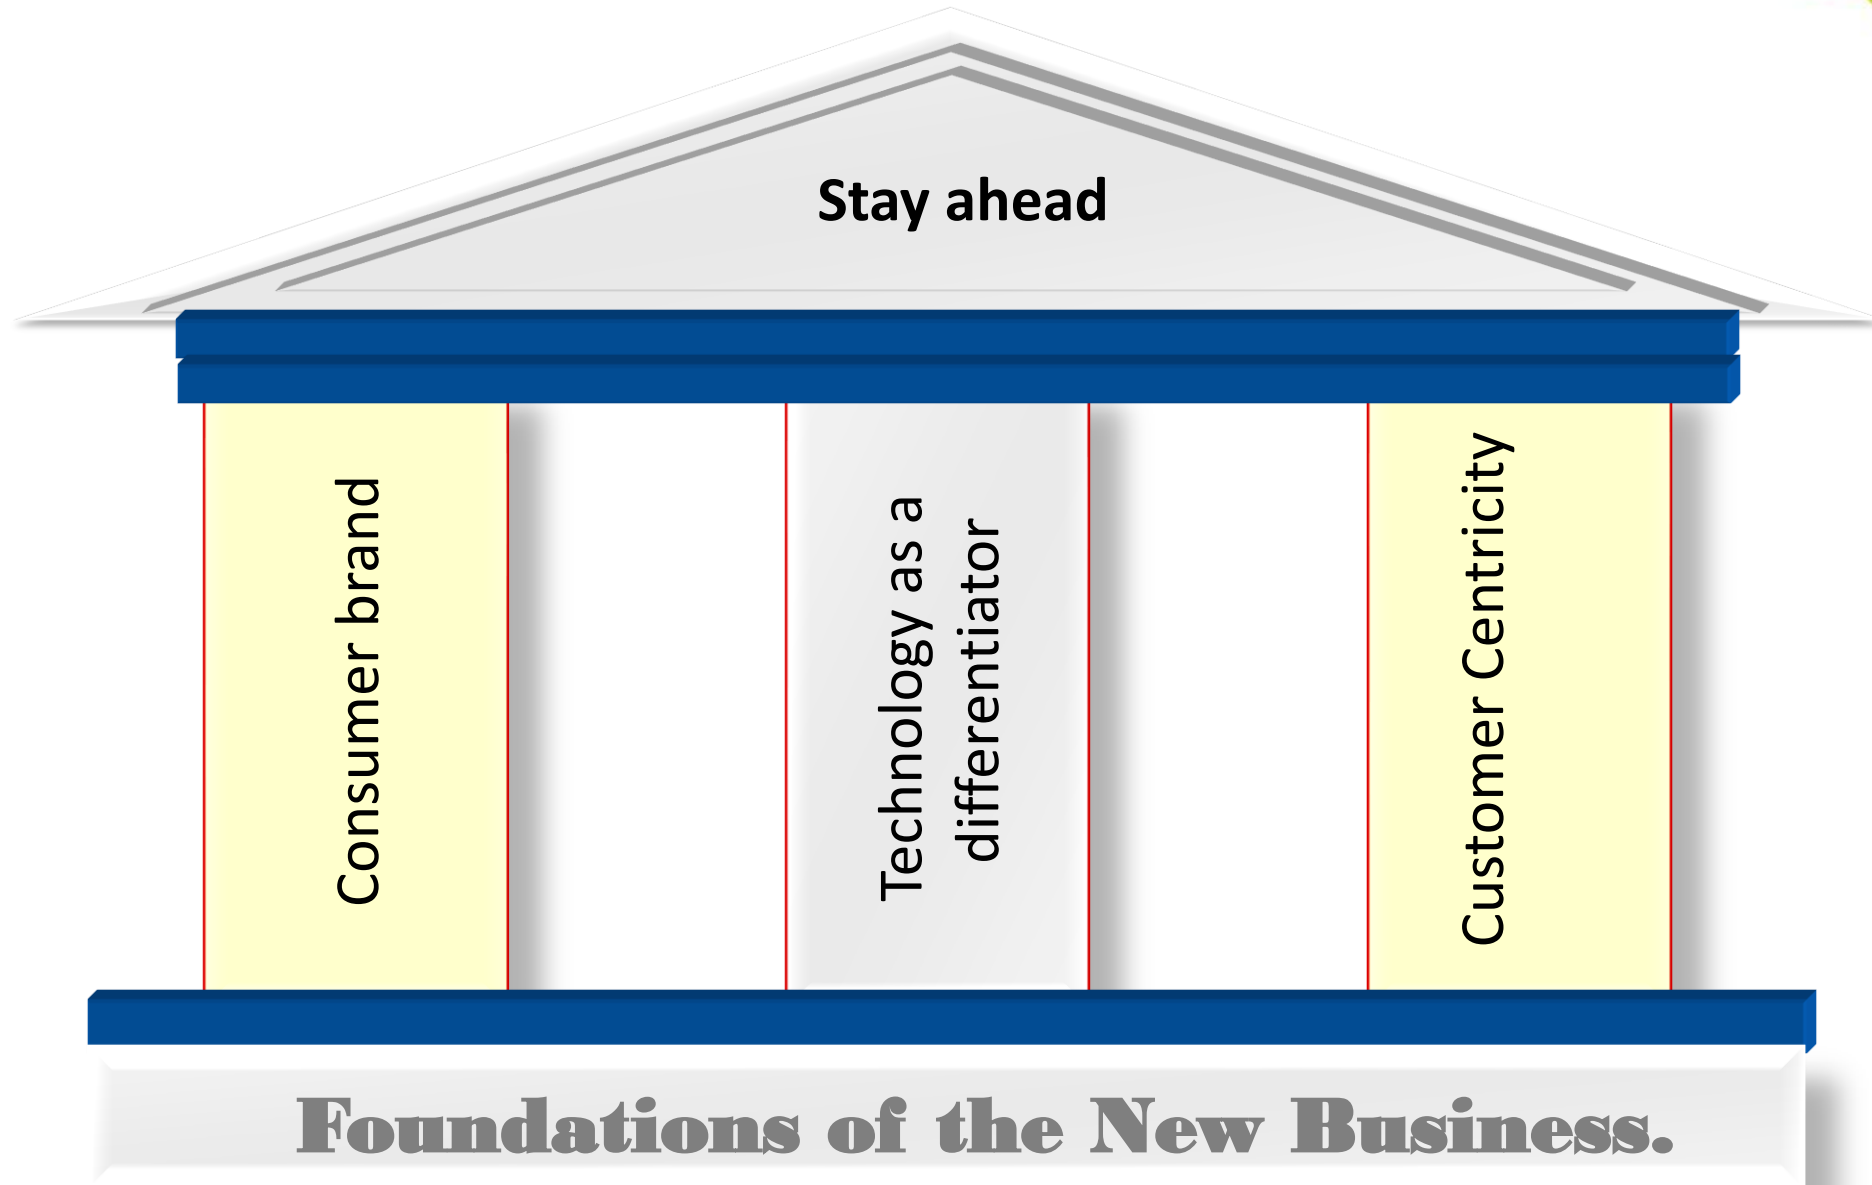 Stay ahead
Consumer brand
Technology as a
differentiator
Customer Centricity
Foundations of the New Business.